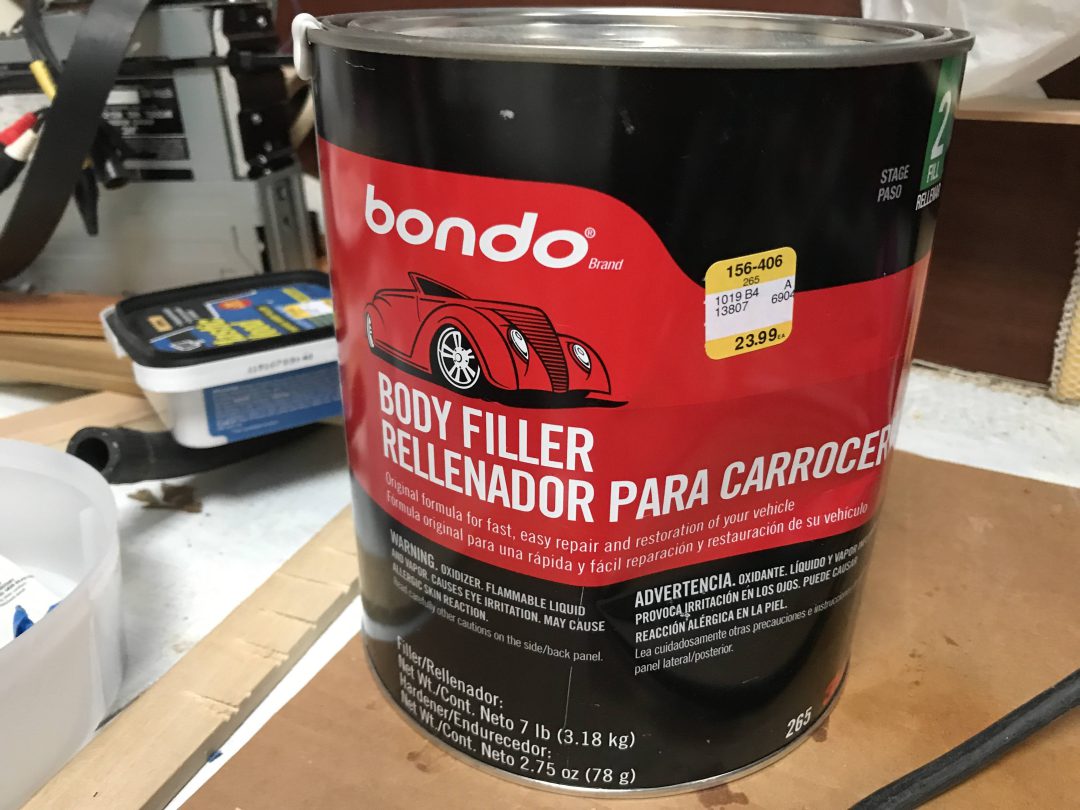 2
FILL
STAGE
PASO
bondo®
Brand
156-406
265
1019 B4 A
13807 6904
23.99 EA
BODY FILLER
RELLENADOR PARA CARROCER
Original formula for fast, easy repair and restoration of your vehicle
Fórmula original para una rápida y fácil reparación y restauración de su vehículo
WARNING. OXIDIZER. FLAMMABLE LIQUID
AND VAPOR. CAUSES EYE IRRITATION. MAY CAUSE
ALLERGIC SKIN REACTION.
Read carefully other cautions on the side/back panel.
ADVERTENCIA. OXIDANTE. LÍQUIDO Y VAPOR
PROVOCA IRRITACIÓN EN LOS OJOS. PUEDE CAUSAR
REACCIÓN ALÉRGICA EN LA PIEL.
Lea cuidadosamente otras precauciones e
panel lateral/posterior.
Filler/Rellenador:
Net Wt./Cont. Neto 7 lb (3.18 kg)
Hardener/Endurecedor:
Net Wt./Cont. Neto 2.75 oz (78 g)
265